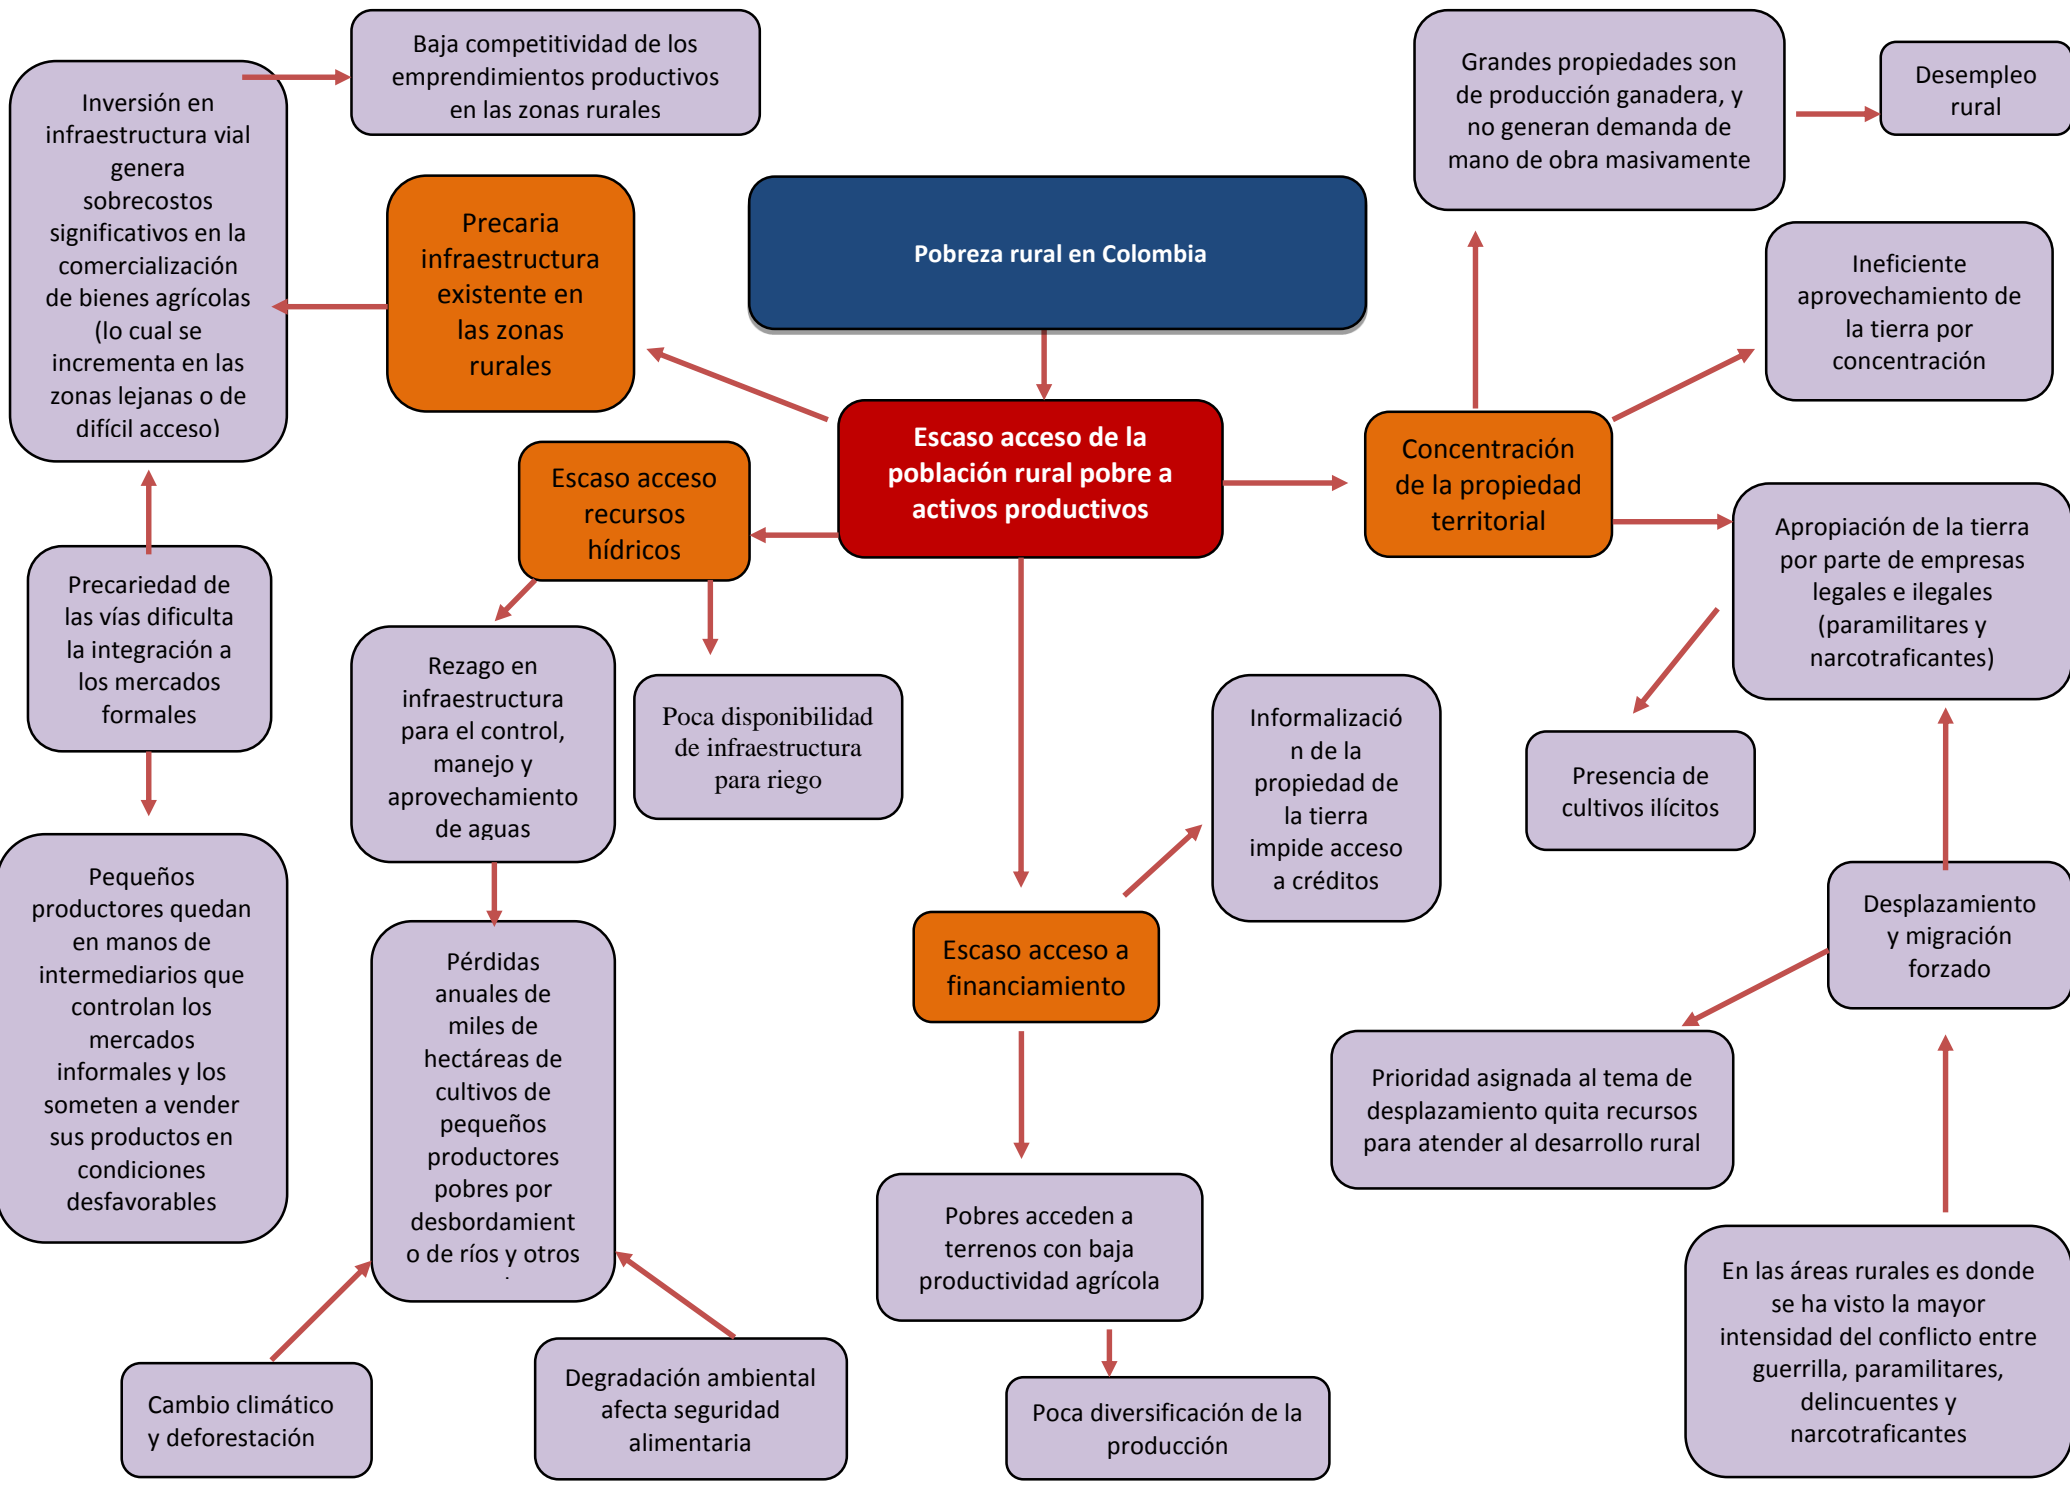 Baja competitividad de los
emprendimientos productivos
en las zonas rurales
Grandes propiedades son
de producción ganadera, y
no generan demanda de
mano de obra masivamente
Desempleo
rural
Inversión en
infraestructura vial
genera
sobrecostos
significativos en la
comercialización
de bienes agrícolas
(lo cual se
incrementa en las
zonas lejanas o de
difícil acceso)
Precaria
infraestructura
existente en
las zonas
rurales
Pobreza rural en Colombia
Ineficiente
aprovechamiento de
la tierra por
concentración
Escaso acceso de la
población rural pobre a
activos productivos
Concentración
de la propiedad
territorial
Escaso acceso
recursos
hídricos
Apropiación de la tierra
por parte de empresas
legales e ilegales
(paramilitares y
narcotraficantes)
Precariedad de
las vías dificulta
la integración a
los mercados
formales
Rezago en
infraestructura
para el control,
manejo y
aprovechamiento
de aguas
Poca disponibilidad
de infraestructura
para riego
Informalizació
n de la
propiedad de
la tierra
impide acceso
a créditos
Presencia de
cultivos ilícitos
Pequeños
productores quedan
en manos de
intermediarios que
controlan los
mercados
informales y los
someten a vender
sus productos en
condiciones
desfavorables
Pérdidas
anuales de
miles de
hectáreas de
cultivos de
pequeños
productores
pobres por
desbordamient
o de ríos y otros
Escaso acceso a
financiamiento
Desplazamiento
y migración
forzado
Prioridad asignada al tema de
desplazamiento quita recursos
para atender al desarrollo rural
Pobres acceden a
terrenos con baja
productividad agrícola
En las áreas rurales es donde
se ha visto la mayor
intensidad del conflicto entre
guerrilla, paramilitares,
delincuentes y
narcotraficantes
Cambio climático
y deforestación
Degradación ambiental
afecta seguridad
alimentaria
Poca diversificación de la
producción